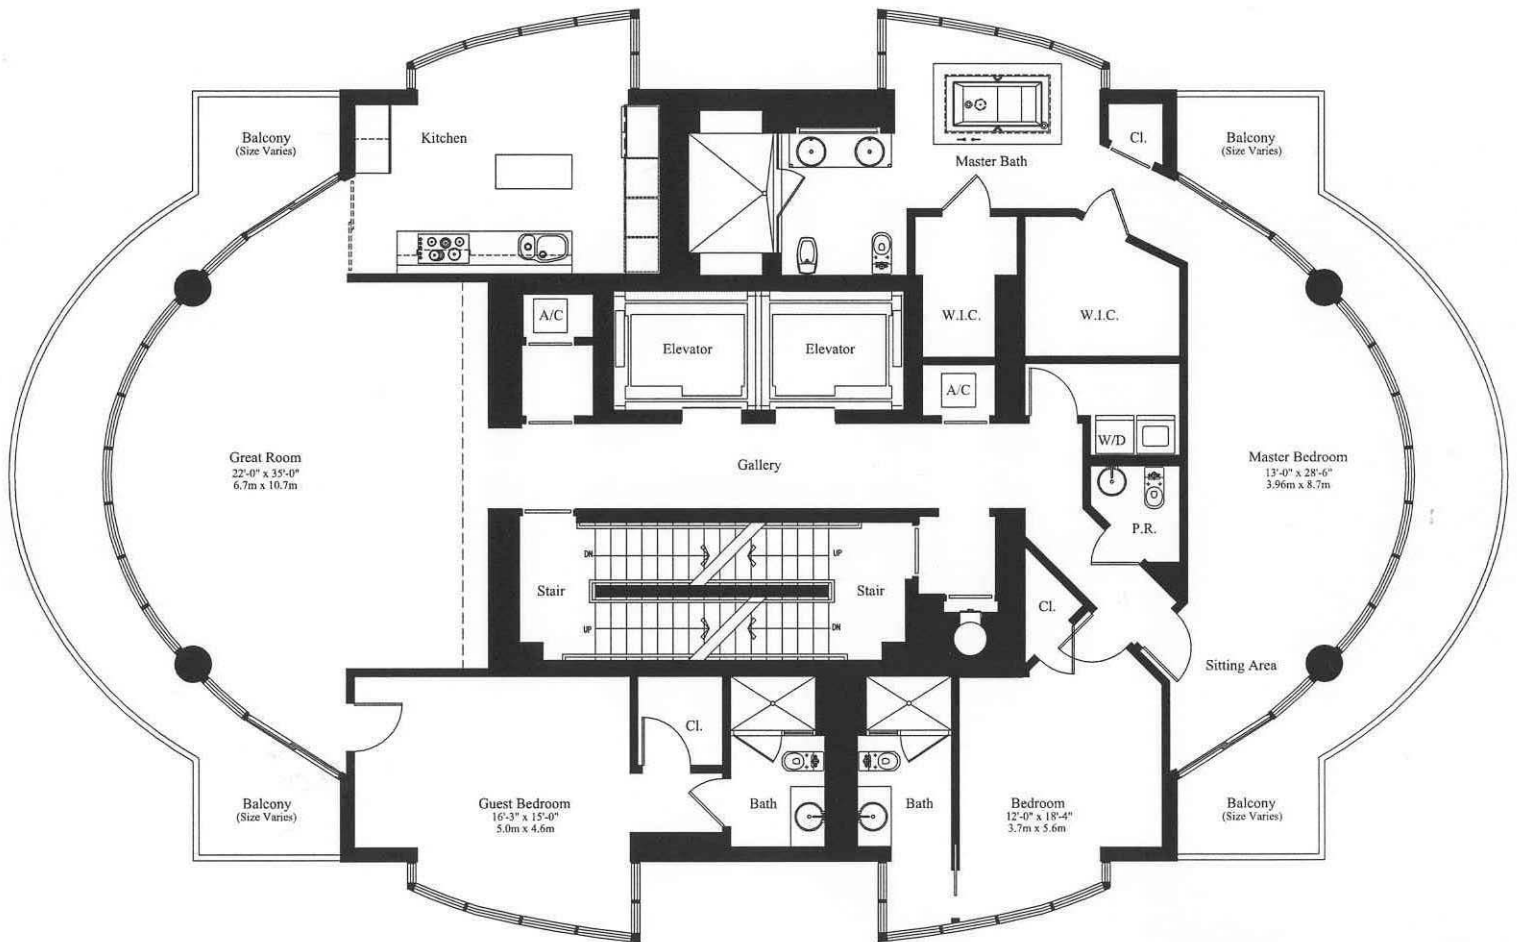 Balcony
(Size Varies)
Kitchen
Master Bath
Cl.
Balcony
(Size Varies)
A/C
Elevator
Elevator
W.I.C.
W.I.C.
A/C
W/D
Great Room
22'-0" x 35'-0"
6.7m x 10.7m
Gallery
Master Bedroom
13'-0" x 28'-6"
3.96m x 8.7m
P.R.
DN
UP
Stair
Stair
UP
DN
Cl.
Sitting Area
Cl.
Balcony
(Size Varies)
Guest Bedroom
16'-3" x 15'-0"
5.0m x 4.6m
Bath
Bath
Bedroom
12'-0" x 18'-4"
3.7m x 5.6m
Balcony
(Size Varies)